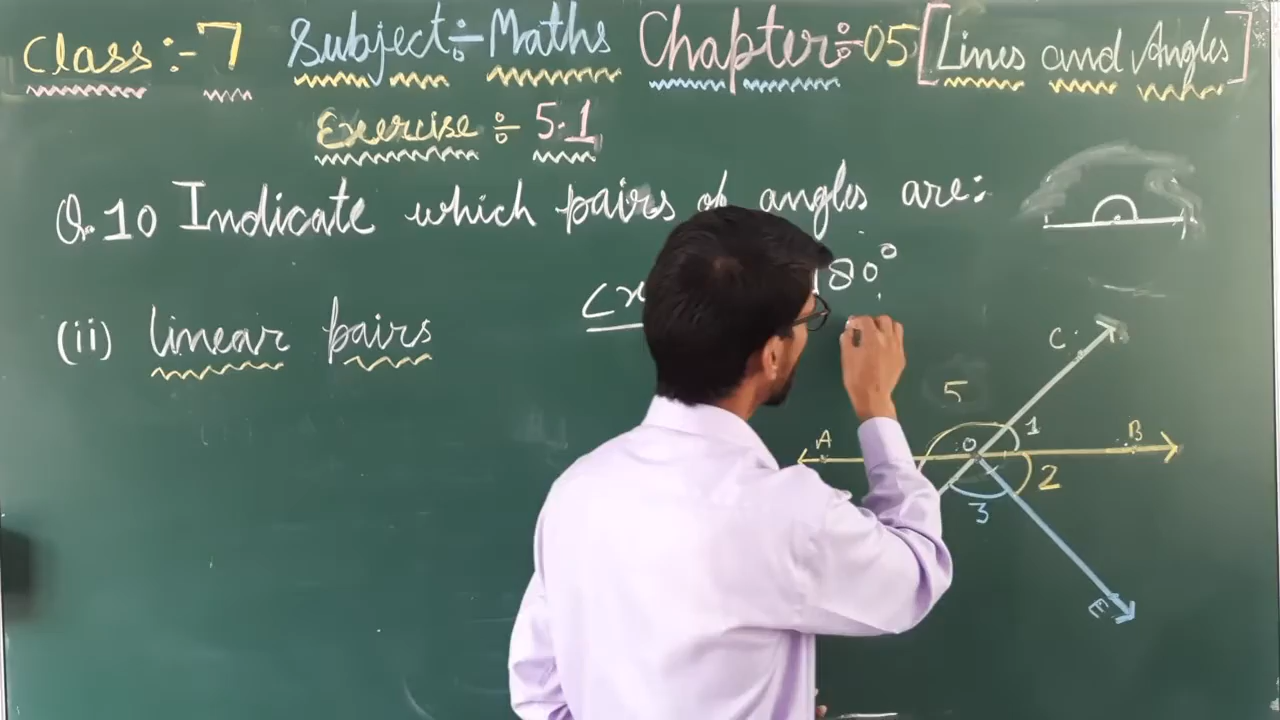 Class:- 7 Subject÷Maths Chapter÷05 [Lines and Angles]
Exercise ÷ 5.1
Q.10 Indicate which pairs of angles are:
180°
(ii) linear pairs
C
5
1
A
O
B
2
3
E